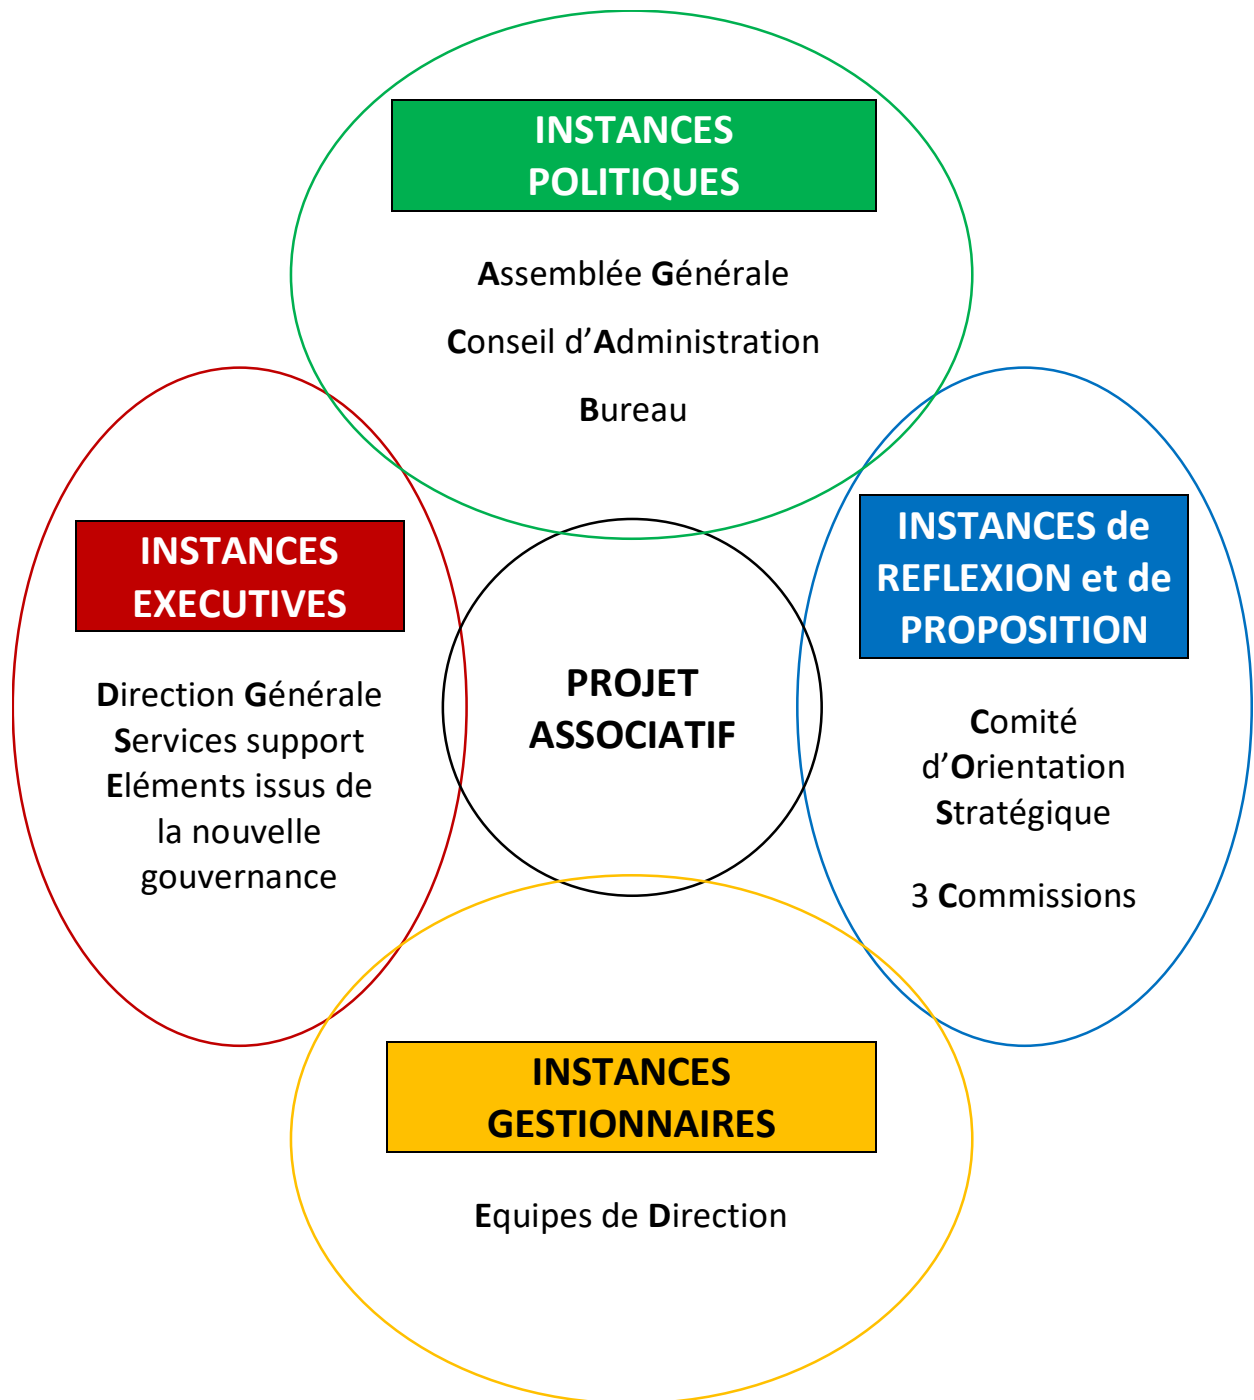 INSTANCES
POLITIQUES
Assemblée Générale
Conseil d’Administration
Bureau
INSTANCES
EXECUTIVES
Direction Générale
Services support
Eléments issus de
la nouvelle
gouvernance
PROJET
ASSOCIATIF
INSTANCES de
REFLEXION et de
PROPOSITION
Comité
d’Orientation
Stratégique
3 Commissions
INSTANCES
GESTIONNAIRES
Equipes de Direction